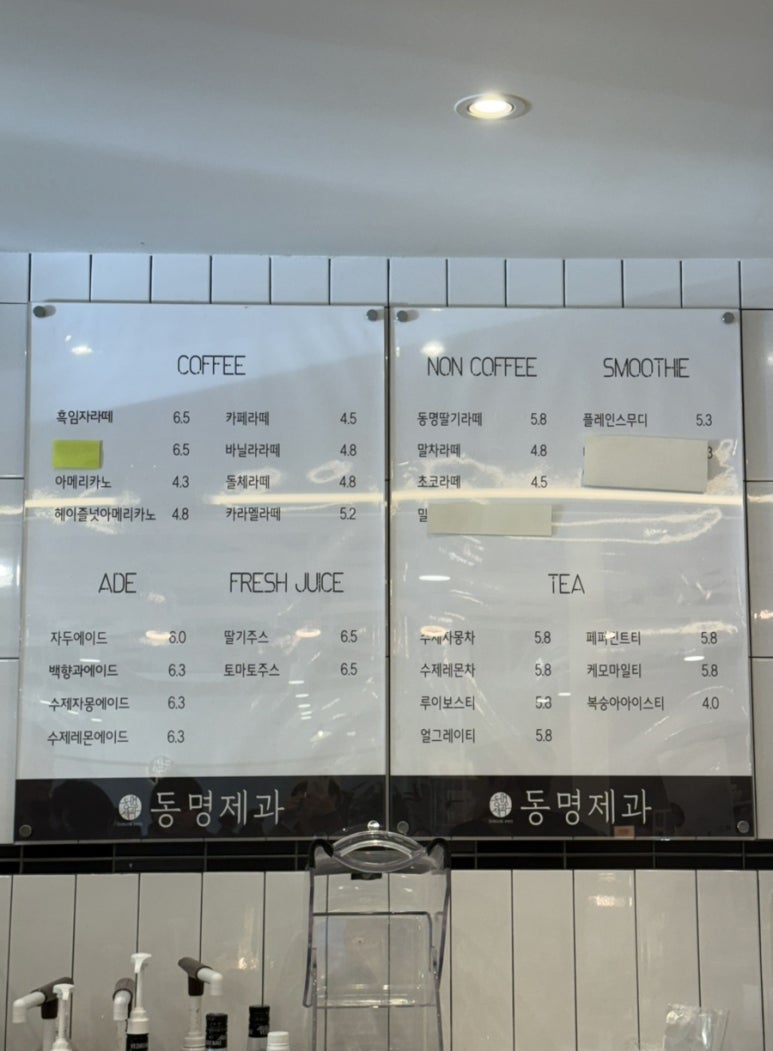 COFFEE
흑임자라떼 6.5
6.5
아메리카노 4.3
헤이즐넛아메리카노 4.8
카페라떼 4.5
바닐라라떼 4.8
돌체라떼 4.8
카라멜라떼 5.2
ADE
자두에이드 6.0
백향과에이드 6.3
수제자몽에이드 6.3
수제레몬에이드 6.3
FRESH JUICE
딸기주스 6.5
토마토주스 6.5
동명제과
NON COFFEE
동명딸기라떼 5.8
말차라떼 4.8
초코라떼 4.5
밀
SMOOTHIE
플레인스무디 5.3
3
TEA
수제자몽차 5.8
수제레몬차 5.8
루이보스티 5.8
얼그레이티 5.8
페퍼민트티 5.8
케모마일티 5.8
복숭아아이스티 4.0
동명제과